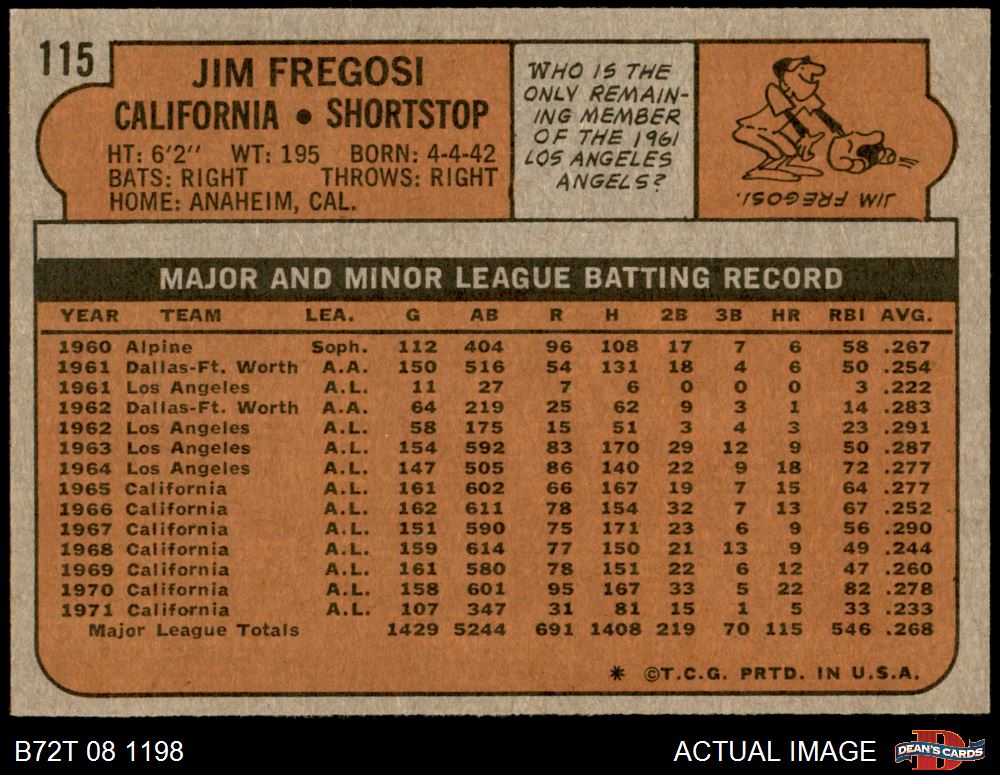 115
JIM FREGOSI
CALIFORNIA • SHORTSTOP
HT: 6'2" WT: 195 BORN: 4-4-42
BATS: RIGHT THROWS: RIGHT
HOME: ANAHEIM, CAL.
WHO IS THE
ONLY REMAIN-
ING MEMBER
OF THE 1961
LOS ANGELES
ANGELS?
JIM FREGOSI.
MAJOR AND MINOR LEAGUE BATTING RECORD
YEAR TEAM LEA. G AB R H 2B 3B HR RBI AVG.
1960 Alpine Soph. 112 404 96 108 17 7 6 58 .267
1961 Dallas-Ft. Worth A.A. 150 516 54 131 18 4 6 50 .254
1961 Los Angeles A.L. 11 27 7 6 0 0 0 3 .222
1962 Dallas-Ft. Worth A.A. 64 219 25 62 9 3 1 14 .283
1962 Los Angeles A.L. 58 175 15 51 3 4 3 23 .291
1963 Los Angeles A.L. 154 592 83 170 29 12 9 50 .287
1964 Los Angeles A.L. 147 505 86 140 22 9 18 72 .277
1965 California A.L. 161 602 66 167 19 7 15 64 .277
1966 California A.L. 162 611 78 154 32 7 13 67 .252
1967 California A.L. 151 590 75 171 23 6 9 56 .290
1968 California A.L. 159 614 77 150 21 13 9 49 .244
1969 California A.L. 161 580 78 151 22 6 12 47 .260
1970 California A.L. 158 601 95 167 33 5 22 82 .278
1971 California A.L. 107 347 31 81 15 1 5 33 .233
Major League Totals 1429 5244 691 1408 219 70 115 546 .268
* ©T.C.G. PRTD. IN U.S.A.
B72T 08 1198
ACTUAL IMAGE
DEAN'S CARDS